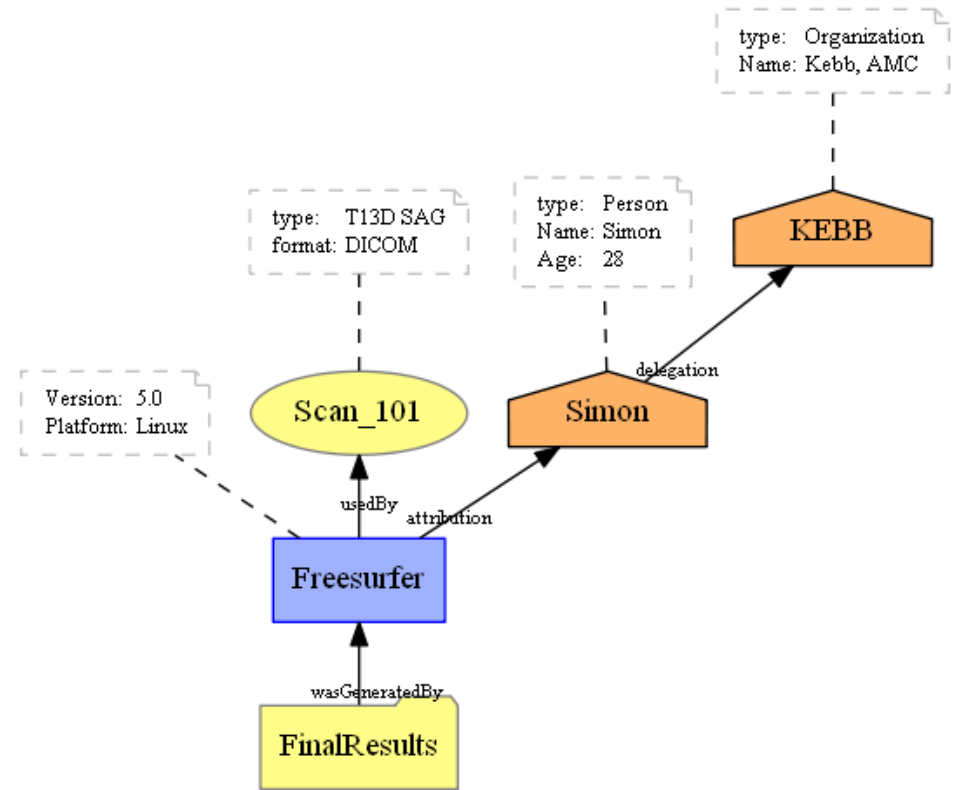 type: Organization
Name: Kebb, AMC
KEBB
type: T13D SAG
format: DICOM
type: Person
Name: Simon
Age: 28
delegation
Version: 5.0
Platform: Linux
Scan_101
Simon
usedBy
attribution
Freesurfer
wasGeneratedBy
FinalResults